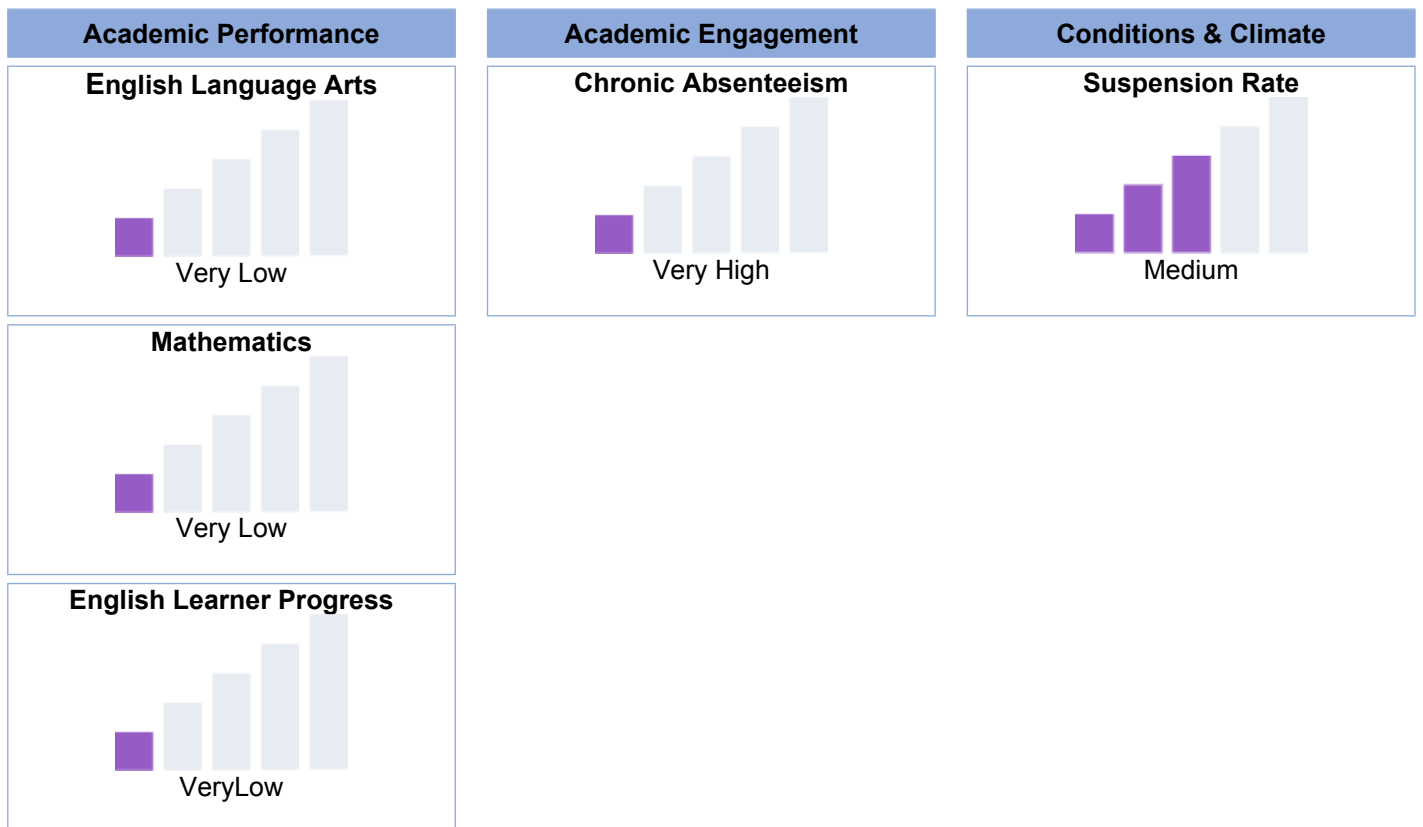 Academic Performance
Academic Engagement
Conditions & Climate
English Language Arts
Very Low
Chronic Absenteeism
Very High
Suspension Rate
Medium
Mathematics
Very Low
English Learner Progress
VeryLow